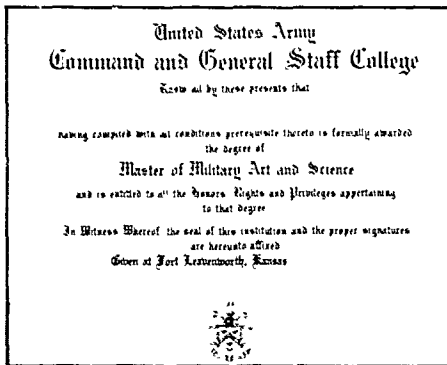 United States Army
Command and General Staff College
Know all by these presents that
having complied with all conditions prerequisite thereto is formally awarded
the degree of
Master of Military Art and Science
and is entitled to all the Honors Rights and Privileges appertaining
to that degree
In Witness Whereof the seal of this institution and the proper signatures
are hereunto affixed
Given at Fort Leavenworth, Kansas